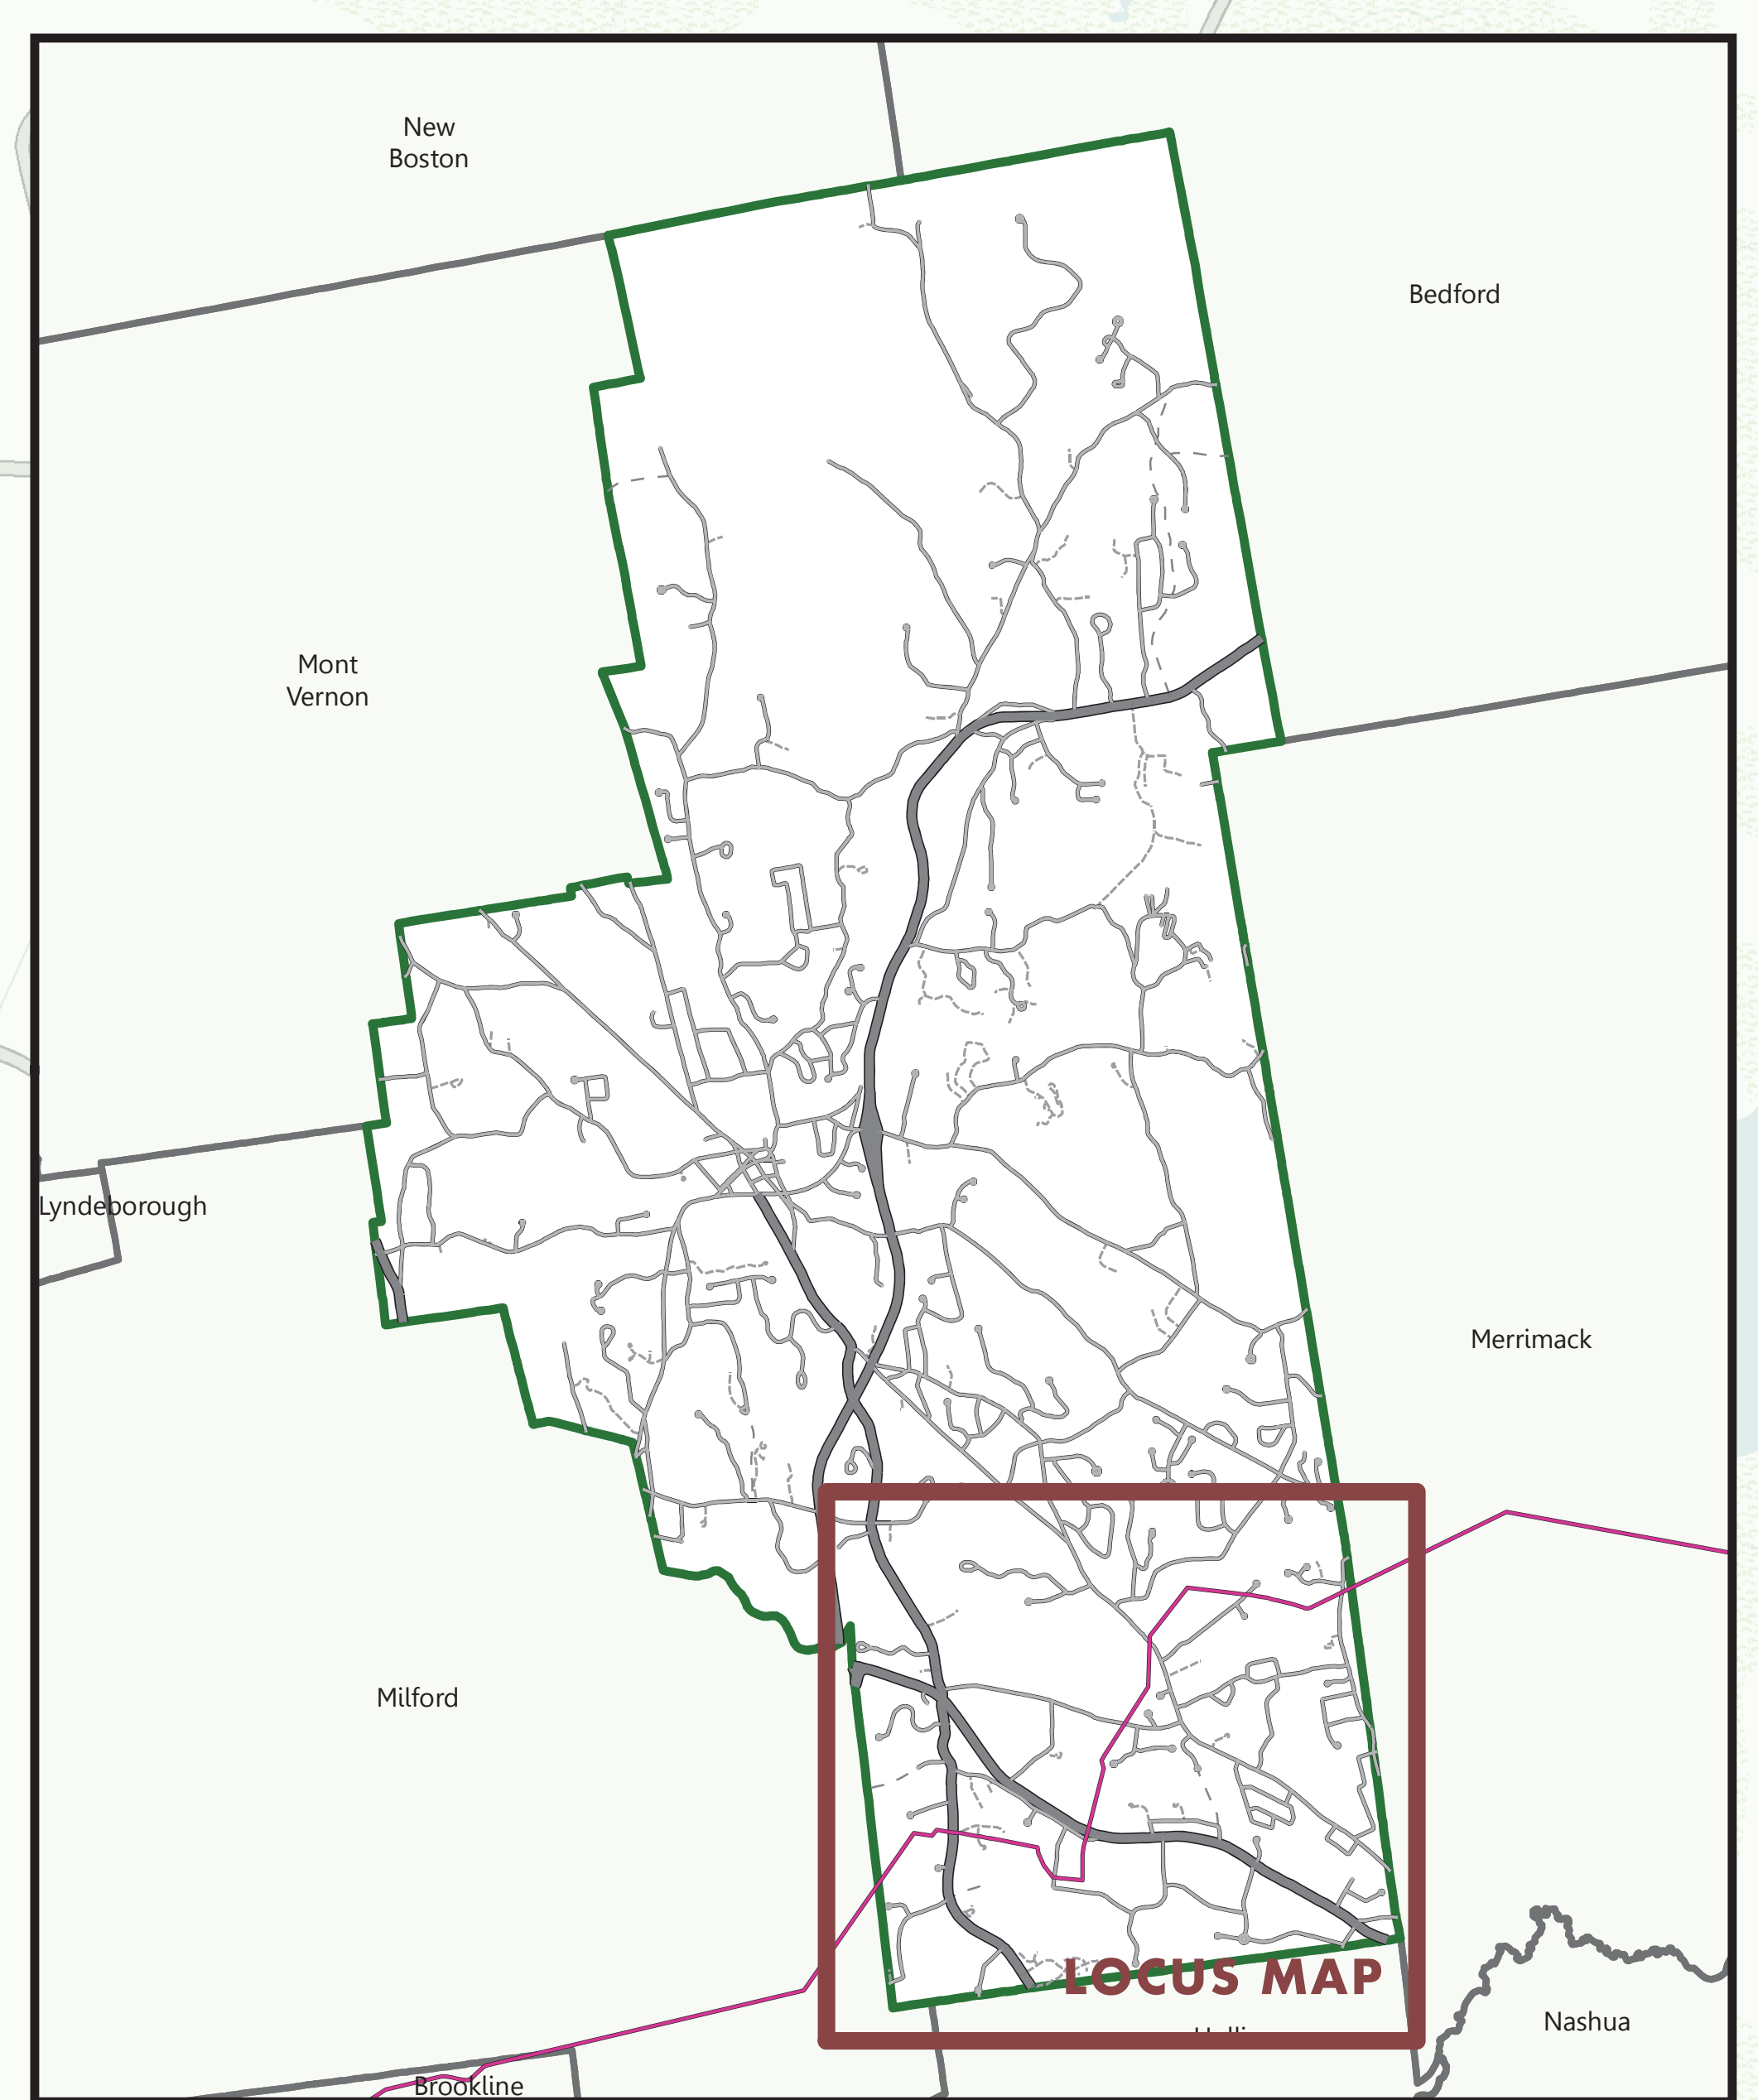 New
Boston
Bedford
Mont
Vernon
Lyndeborough
Merrimack
Milford
LOCUS MAP
Nashua
Brookline